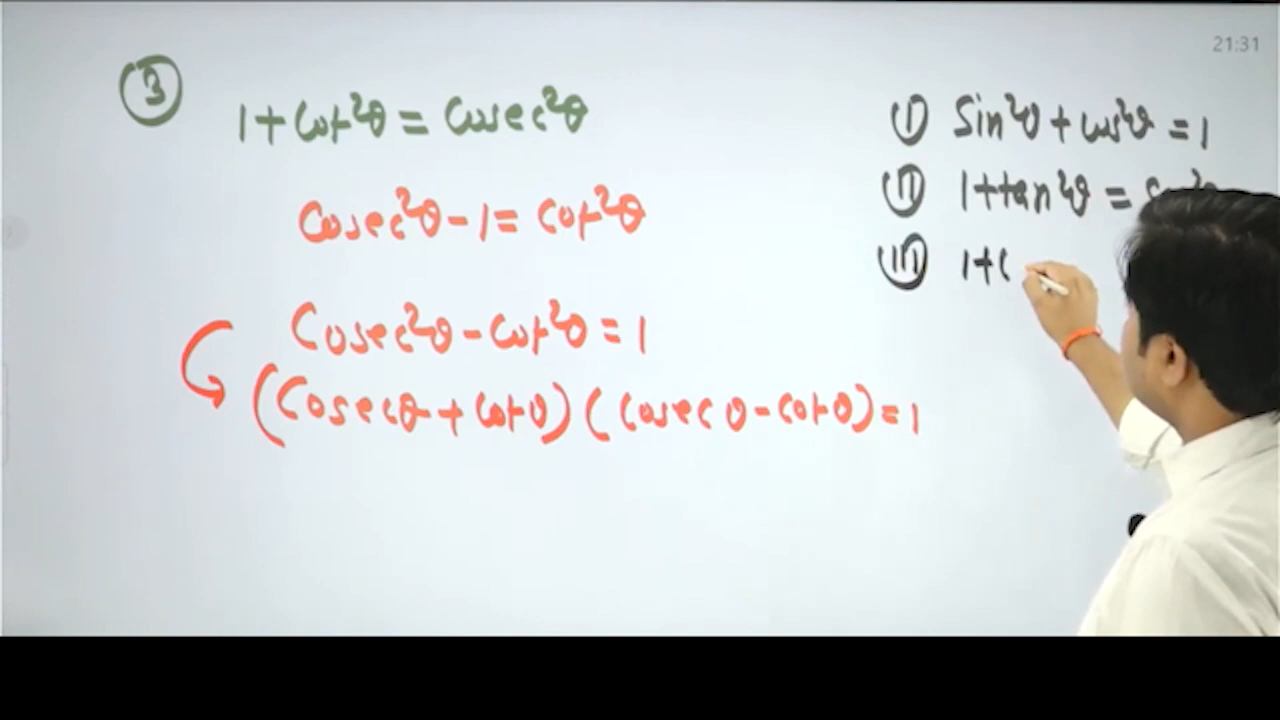 21:31
③
1 + cot²θ = cosec²θ
cosec²θ - 1 = cot²θ
cosec²θ - cot²θ = 1
(cosecθ + cotθ) (cosecθ - cotθ) = 1
Ⓘ sin²θ + cos²θ = 1
Ⓘⓘ 1 + tan²θ =
Ⓘⓘⓘ 1 + c